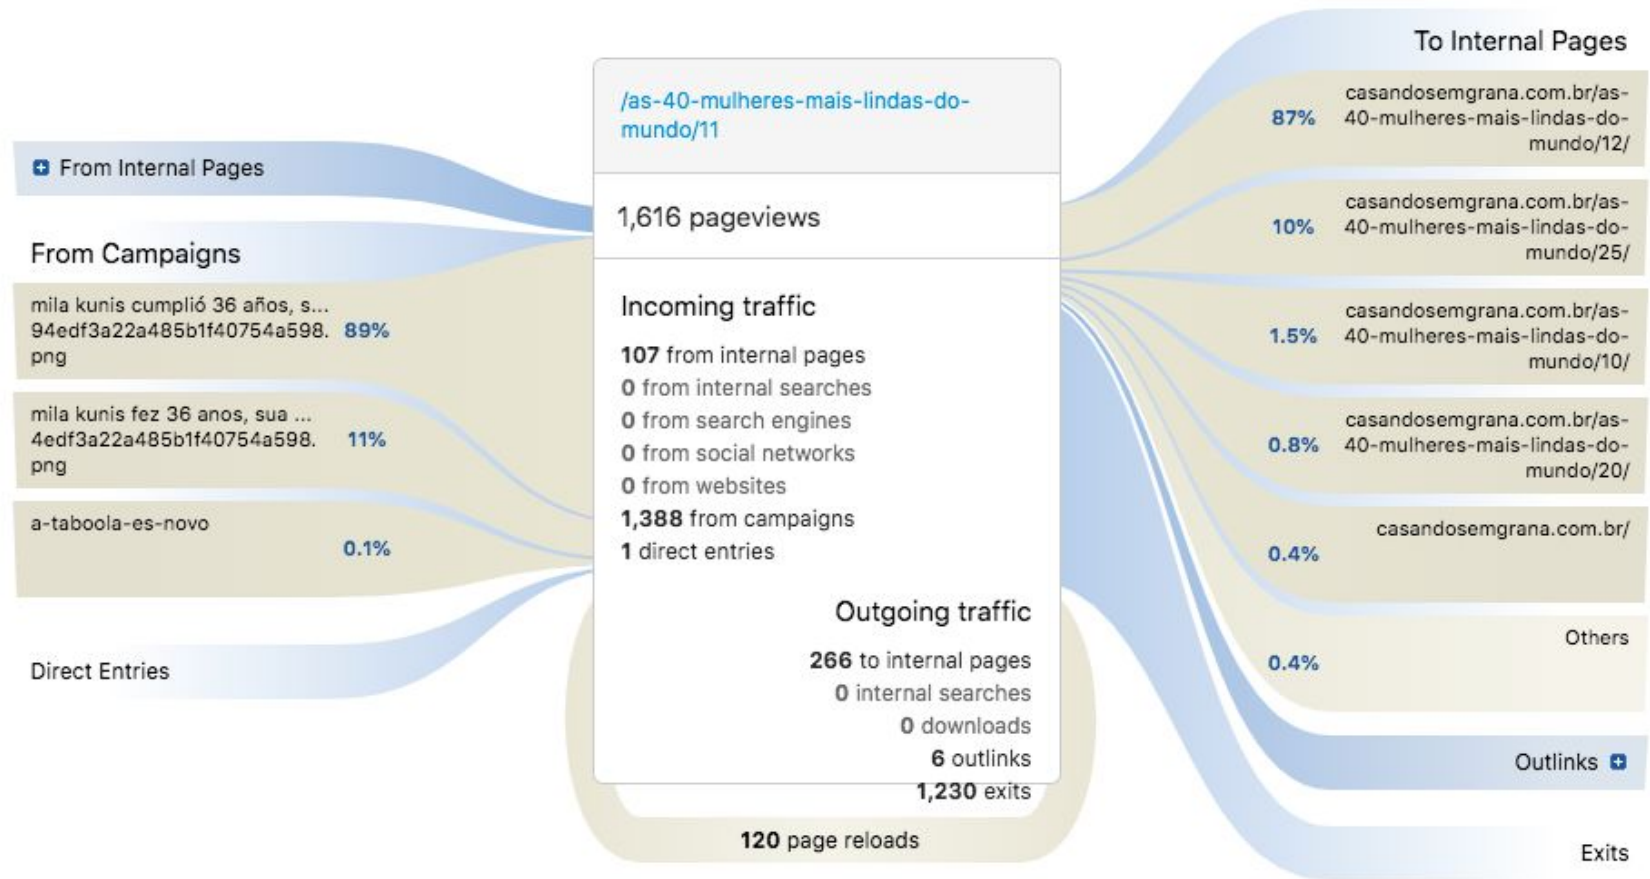 From Internal Pages
From Campaigns
mila kunis cumplió 36 años, s...
94edf3a22a485b1f40754a598.
png
89%
mila kunis fez 36 anos, sua ...
4edf3a22a485b1f40754a598.
png
11%
a-taboola-es-novo
0.1%
Direct Entries
/as-40-mulheres-mais-lindas-do-
mundo/11
1,616 pageviews
Incoming traffic
107 from internal pages
0 from internal searches
0 from search engines
0 from social networks
0 from websites
1,388 from campaigns
1 direct entries
Outgoing traffic
266 to internal pages
0 internal searches
0 downloads
6 outlinks
1,230 exits
120 page reloads
To Internal Pages
87%
casandosemgrana.com.br/as-
40-mulheres-mais-lindas-do-
mundo/12/
10%
casandosemgrana.com.br/as-
40-mulheres-mais-lindas-do-
mundo/25/
1.5%
casandosemgrana.com.br/as-
40-mulheres-mais-lindas-do-
mundo/10/
0.8%
casandosemgrana.com.br/as-
40-mulheres-mais-lindas-do-
mundo/20/
0.4%
casandosemgrana.com.br/
0.4%
Others
Outlinks
Exits